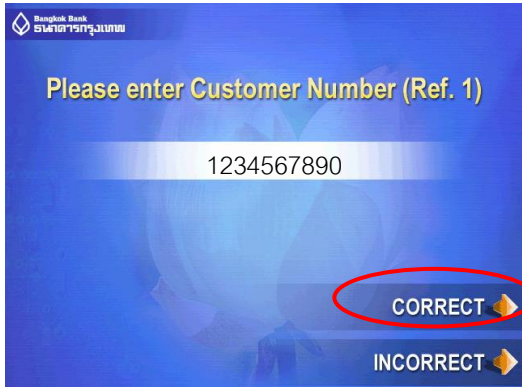 Bangkok Bank
ธนาคารกรุงเทพ
Please enter Customer Number (Ref. 1)
1234567890
CORRECT
INCORRECT